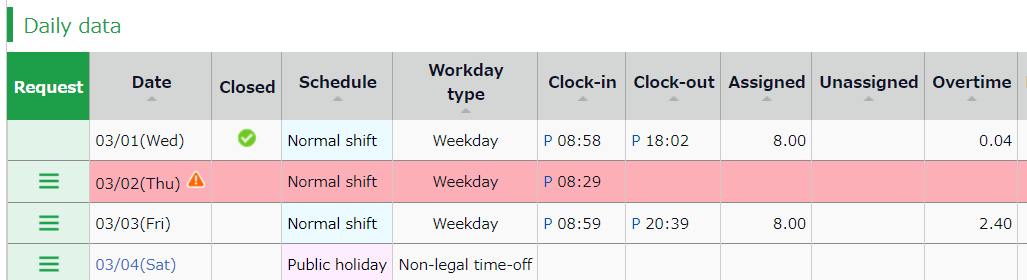 Daily data
Request Date Closed Schedule Workday type Clock-in Clock-out Assigned Unassigned Overtime
03/01(Wed) Normal shift Weekday P 08:58 P 18:02 8.00 0.04
03/02(Thu) Normal shift Weekday P 08:29
03/03(Fri) Normal shift Weekday P 08:59 P 20:39 8.00 2.40
03/04(Sat) Public holiday Non-legal time-off